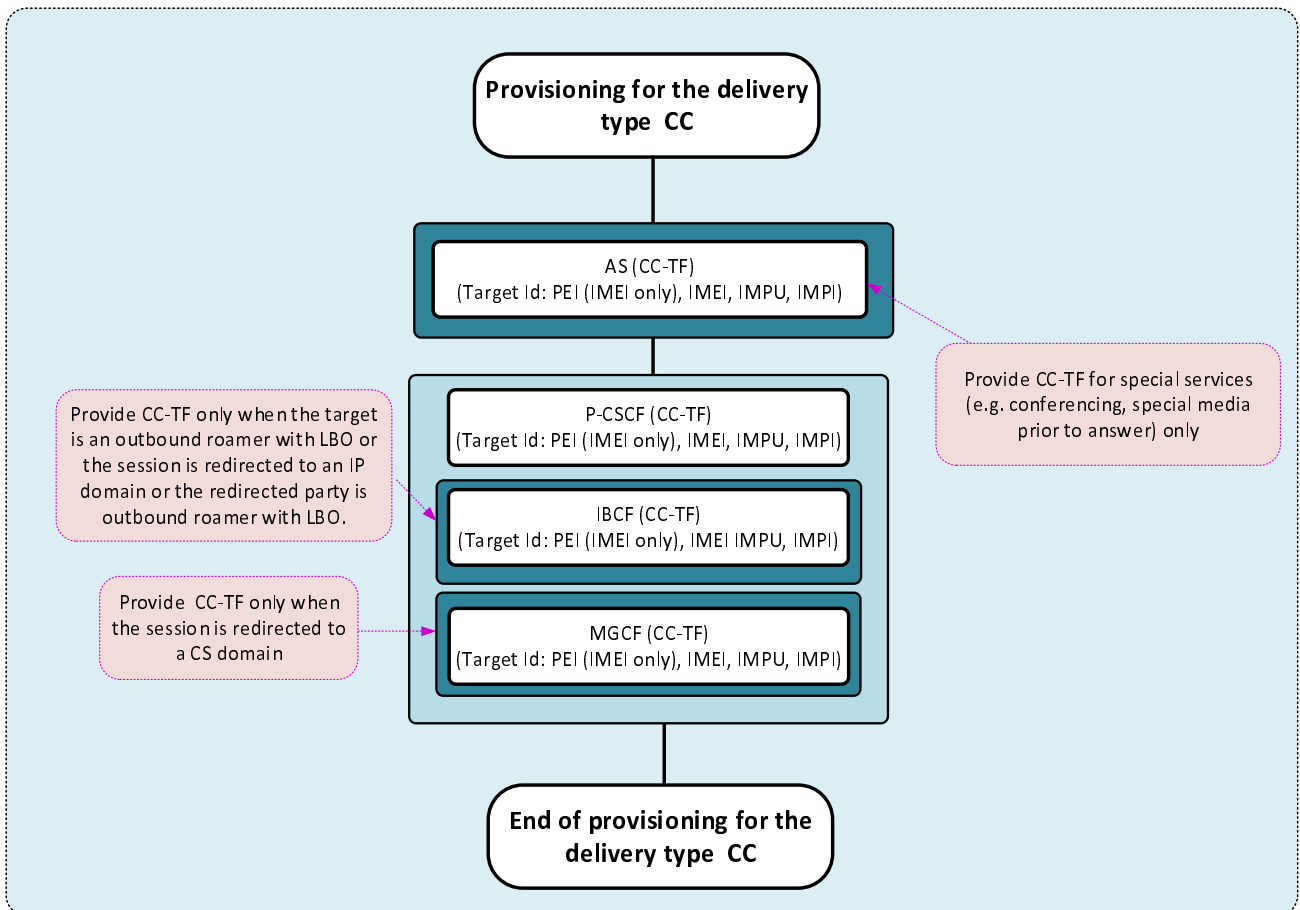 Provisioning for the delivery
type CC
AS (CC-TF)
(Target Id: PEI (IMEI only), IMEI, IMPU, IMPI)
Provide CC-TF for special services
(e.g. conferencing, special media
prior to answer) only
Provide CC-TF only when the target
is an outbound roamer with LBO or
the session is redirected to an IP
domain or the redirected party is
outbound roamer with LBO.
P-CSCF (CC-TF)
(Target Id: PEI (IMEI only), IMEI, IMPU, IMPI)
IBCF (CC-TF)
(Target Id: PEI (IMEI only), IMEI IMPU, IMPI)
Provide CC-TF only when
the session is redirected to
a CS domain
MGCF (CC-TF)
(Target Id: PEI (IMEI only), IMEI, IMPU, IMPI)
End of provisioning for the
delivery type CC